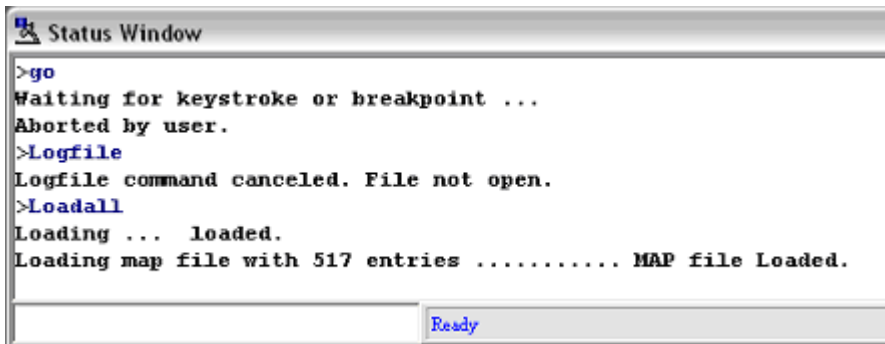 Status Window
>go
Waiting for keystroke or breakpoint ...
Aborted by user.
>Logfile
Logfile command canceled. File not open.
>Loadall
Loading ...  loaded.
Loading map file with 517 entries ........... MAP file Loaded.
Ready